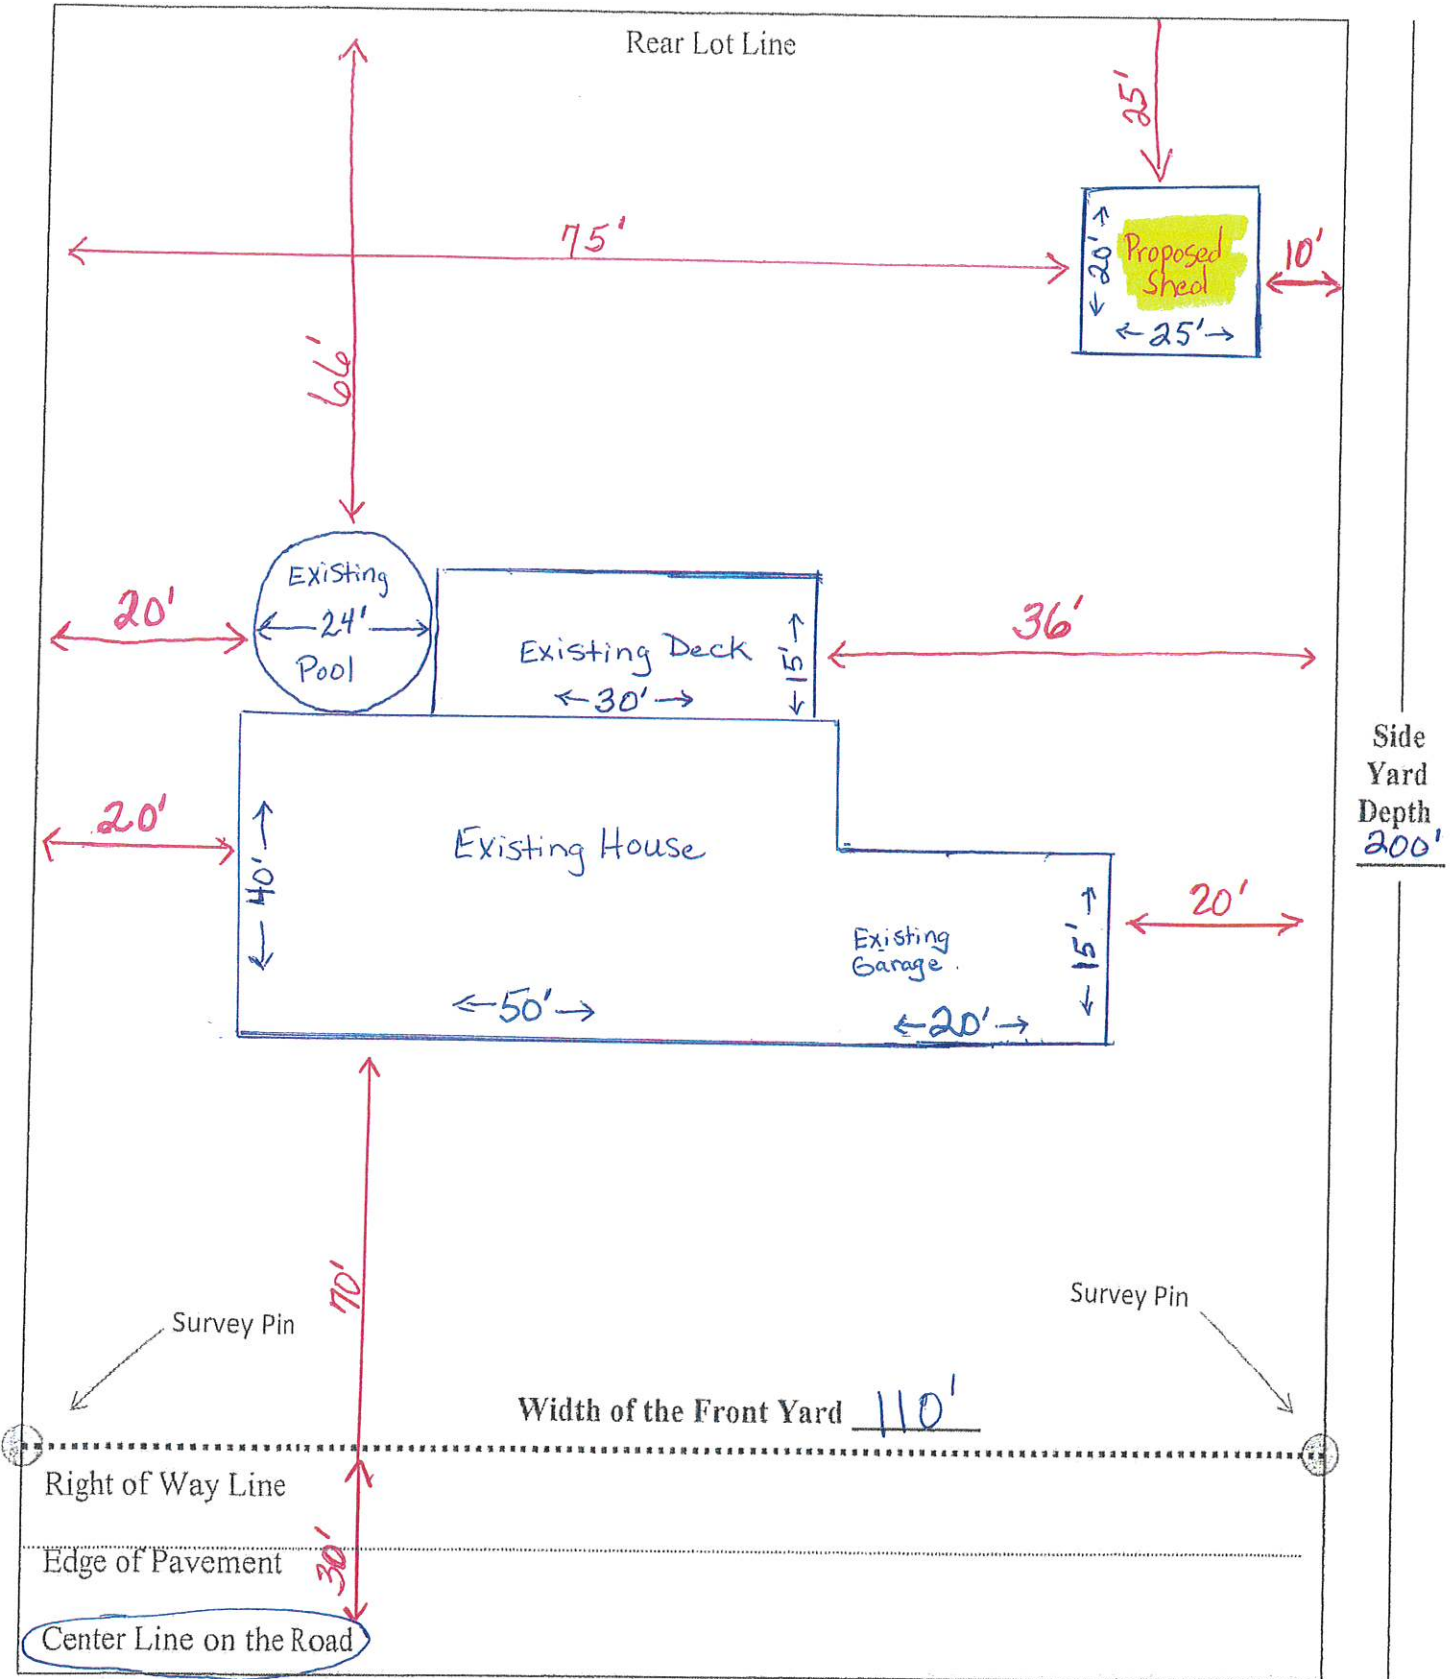 Rear Lot Line
25'
75'
20'
Proposed
Shed
10'
←25'→
66'
Existing
24'
Pool
20'
Existing Deck
15'
←30'→
36'
Side
Yard
Depth
200'
20'
40'
Existing House
20'
Existing
Garage.
15'
←50'→
←20'→
70'
Survey Pin
Survey Pin
Width of the Front Yard 110'
Right of Way Line
30'
Edge of Pavement
Center Line on the Road